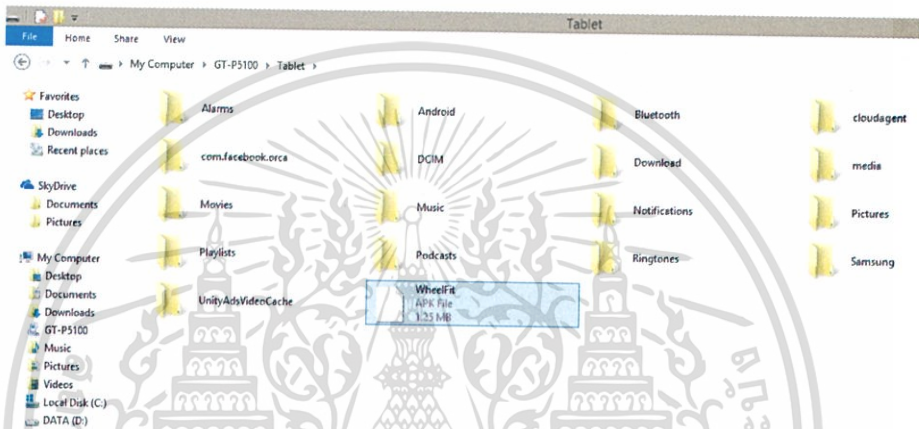 Tablet
File Home Share View
My Computer › GT-P5100 › Tablet ›
Favorites
Desktop
Downloads
Recent places
SkyDrive
Documents
Pictures
My Computer
Desktop
Documents
Downloads
GT-P5100
Music
Pictures
Videos
Local Disk (C:)
DATA (D:)
Alarms Android Bluetooth cloudagent
com.facebook.orca DCIM Download media
Movies Music Notifications Pictures
Playlists Podcasts Ringtones Samsung
UnityAdsVideoCache WheelFit
APK File
1.25 MB